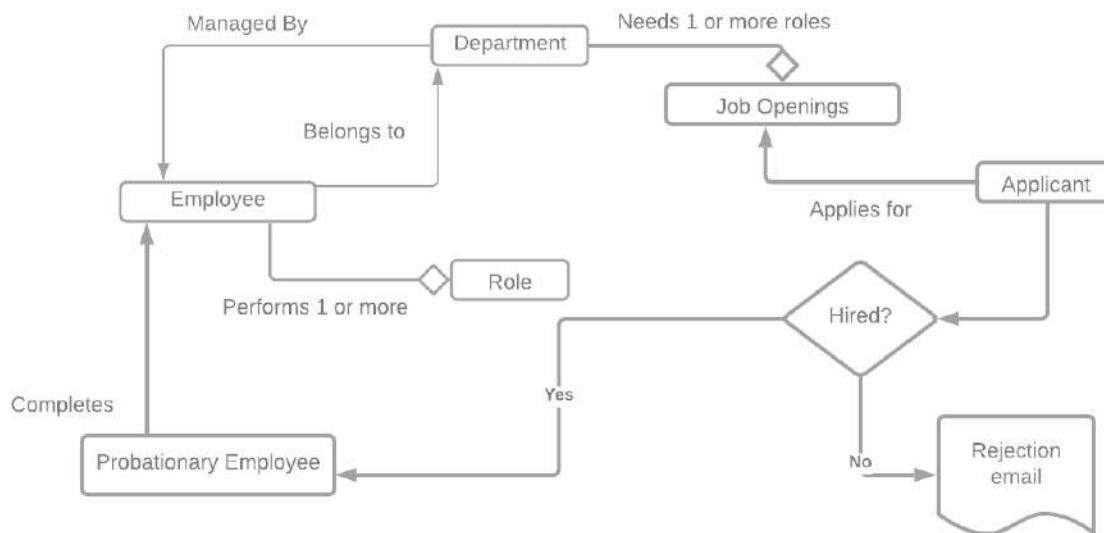 Needs 1 or more roles
Managed By
Department
Job Openings
Belongs to
Applicant
Employee
Applies for
Role
Performs 1 or more
Hired?
Yes
Completes
Probationary Employee
No
Rejection
email